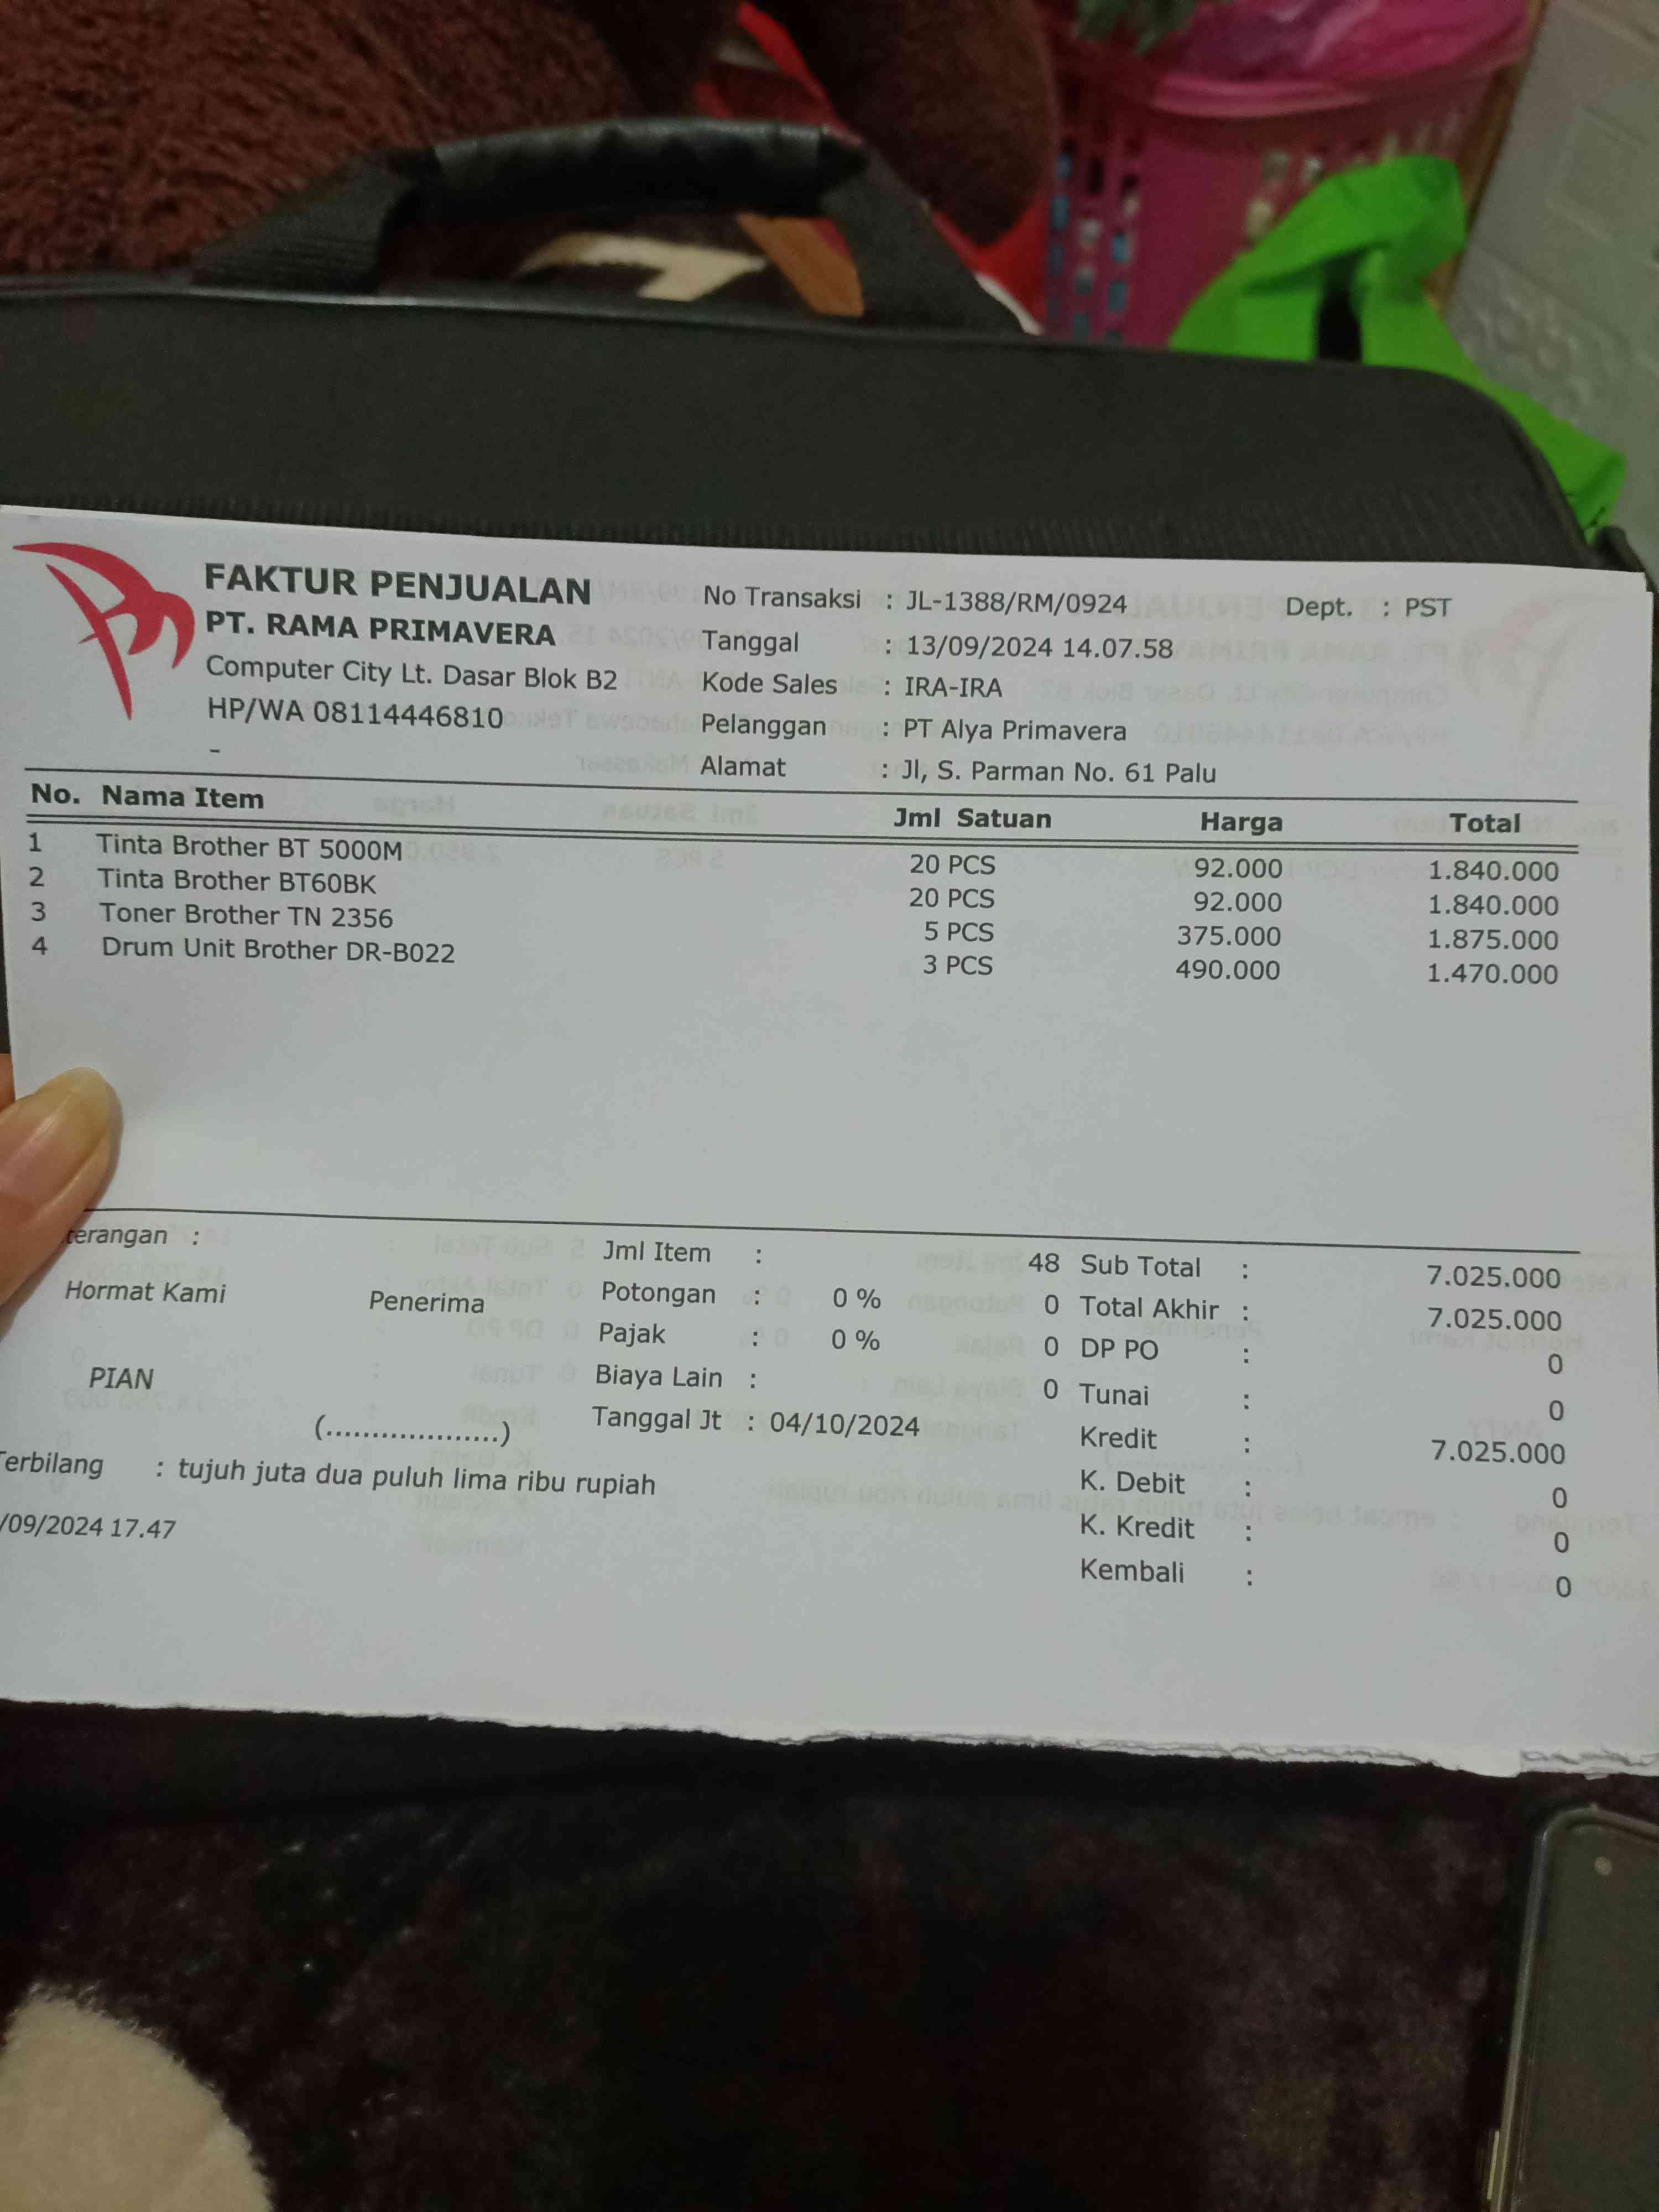 FAKTUR PENJUALAN
PT. RAMA PRIMAVERA
Computer City Lt. Dasar Blok B2
HP/WA 08114446810
-
No Transaksi : JL-1388/RM/0924 Dept. : PST
Tanggal : 13/09/2024 14.07.58
Kode Sales : IRA-IRA
Pelanggan : PT Alya Primavera
Alamat : Jl, S. Parman No. 61 Palu
No. Nama Item Jml Satuan Harga Total
1 Tinta Brother BT 5000M 20 PCS 92.000 1.840.000
2 Tinta Brother BT60BK 20 PCS 92.000 1.840.000
3 Toner Brother TN 2356 5 PCS 375.000 1.875.000
4 Drum Unit Brother DR-B022 3 PCS 490.000 1.470.000
terangan :
Hormat Kami Penerima
PIAN
(...................)
Jml Item : 48
Potongan : 0 % 0
Pajak : 0 % 0
Biaya Lain : 0
Tanggal Jt : 04/10/2024
Sub Total : 7.025.000
Total Akhir : 7.025.000
DP PO : 0
Tunai : 0
Kredit : 7.025.000
K. Debit : 0
K. Kredit : 0
Kembali : 0
Terbilang : tujuh juta dua puluh lima ribu rupiah
/09/2024 17.47